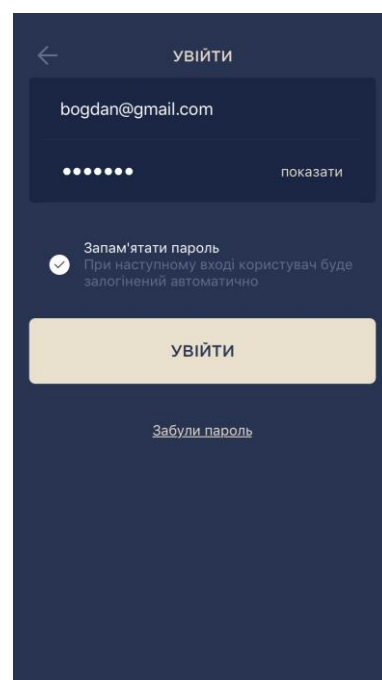 УВІЙТИ
bogdan@gmail.com
••••••• показати
Запам'ятати пароль
При наступному вході користувач буде
залогінений автоматично
УВІЙТИ
Забули пароль